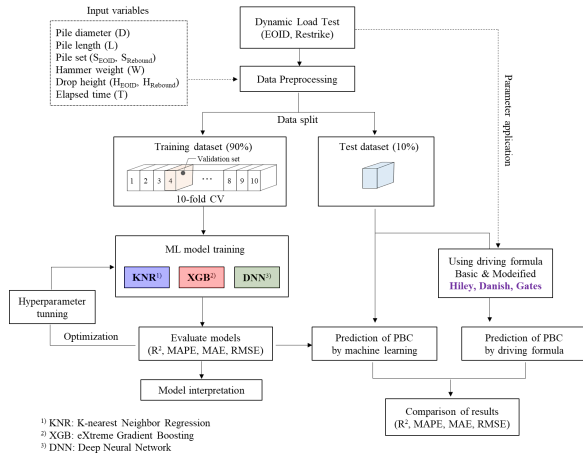 Input variables
Pile diameter (D)
Pile length (L)
Pile set (S_EOID, S_Rebound)
Hammer weight (W)
Drop height (H_EOID, H_Rebound)
Elapsed time (T)
Dynamic Load Test
(EOID, Restrike)
Data Preprocessing
Parameter application
Data split
Training dataset (90%)
Validation set
1 2 3 4 ··· 8 9 10
10-fold CV
Test dataset (10%)
ML model training
KNR1) XGB2) DNN3)
Using driving formula
Basic & Modeified
Hiley, Danish, Gates
Hyperparameter
tunning
Optimization
Evaluate models
(R², MAPE, MAE, RMSE)
Prediction of PBC
by machine learning
Prediction of PBC
by driving formula
Model interpretation
Comparison of results
(R², MAPE, MAE, RMSE)
1) KNR: K-nearest Neighbor Regression
2) XGB: eXtreme Gradient Boosting
3) DNN: Deep Neural Network